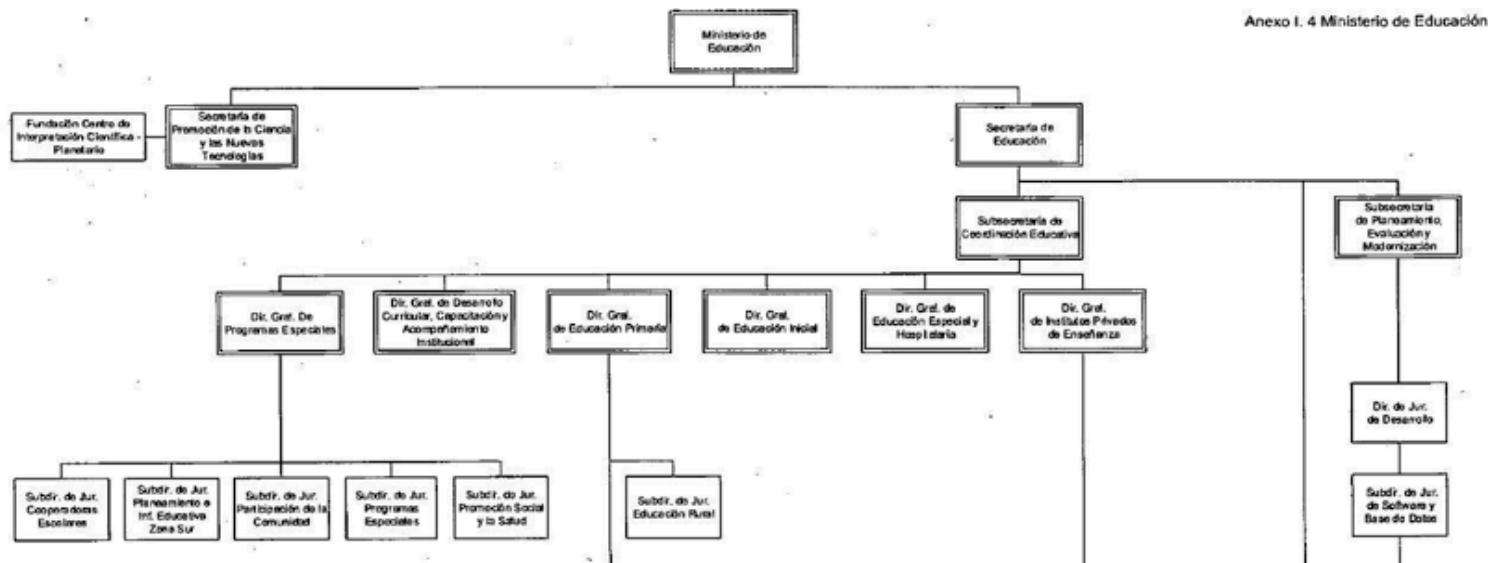 Anexo I. 4 Ministerio de Educación
Ministerio de
Educación
Fundación Centro de
Interpretación Científica -
Planetario
Secretaría de
Promoción de la Ciencia
y las Nuevas
Tecnologías
Secretaría de
Educación
Subsecretaría de
Coordinación Educativa
Subsecretaría
de Planeamiento,
Evaluación y
Modernización
Dir. Gral. De
Programas Especiales
Dir. Gral. de Desarrollo
Curricular, Capacitación y
Acompañamiento
Institucional
Dir. Gral.
de Educación Primaria
Dir. Gral.
de Educación Inicial
Dir. Gral. de
Educación Especial y
Hospitalaria
Dir. Gral.
de Institutos Privados
de Enseñanza
Dir. de Jur.
de Desarrollo
Subdir. de Jur.
Cooperadoras
Escolares
Subdir. de Jur.
Planeamiento e
Inf. Educativa
Zona Sur
Subdir. de Jur.
Participación de la
Comunidad
Subdir. de Jur.
Programas
Especiales
Subdir. de Jur.
Promoción Social
y la Salud
Subdir. de Jur.
Educación Rural
Subdir. de Jur.
de Software y
Base de Datos